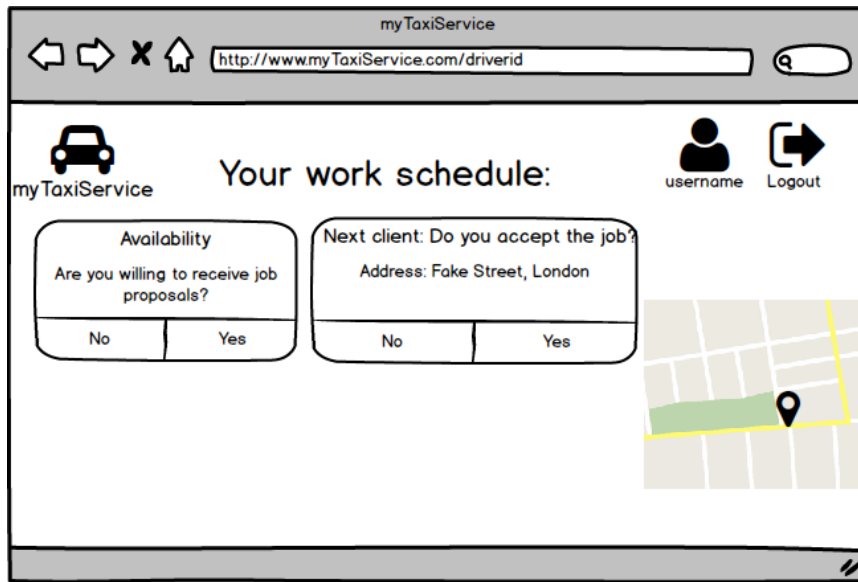 myTaxiService
http://www.myTaxiService.com/driverid
myTaxiService
Your work schedule:
username
Logout
Availability
Are you willing to receive job
proposals?
No
Yes
Next client: Do you accept the job?
Address: Fake Street, London
No
Yes